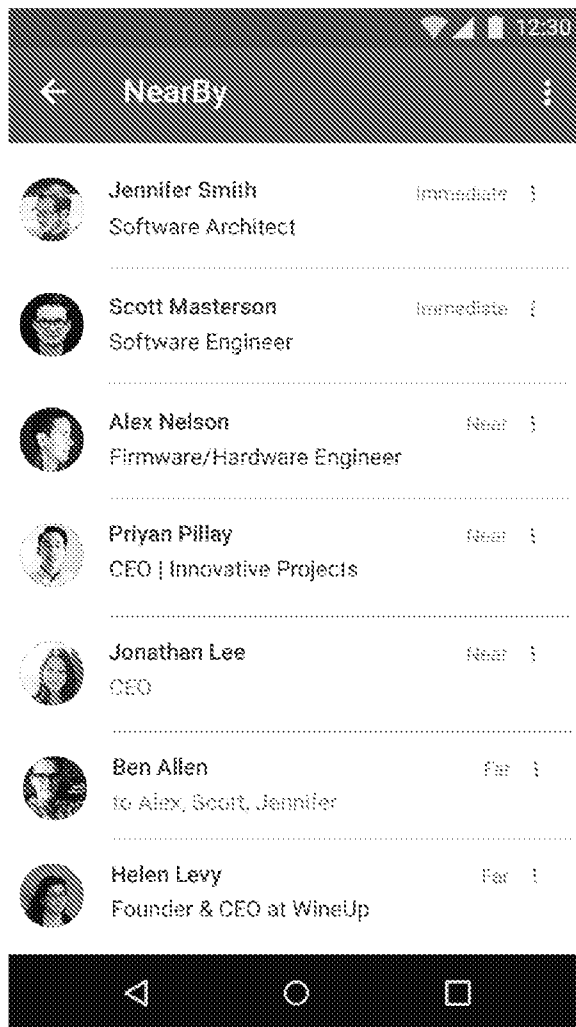 12:30
NearBy
Jennifer Smith Immediate
Software Architect
Scott Masterson Immediate
Software Engineer
Alex Nelson Near
Firmware/Hardware Engineer
Priyan Pillay Near
CEO | Innovative Projects
Jonathan Lee Near
CEO
Ben Allen Far
to Alex, Scott, Jennifer
Helen Levy Far
Founder & CEO at WineUp